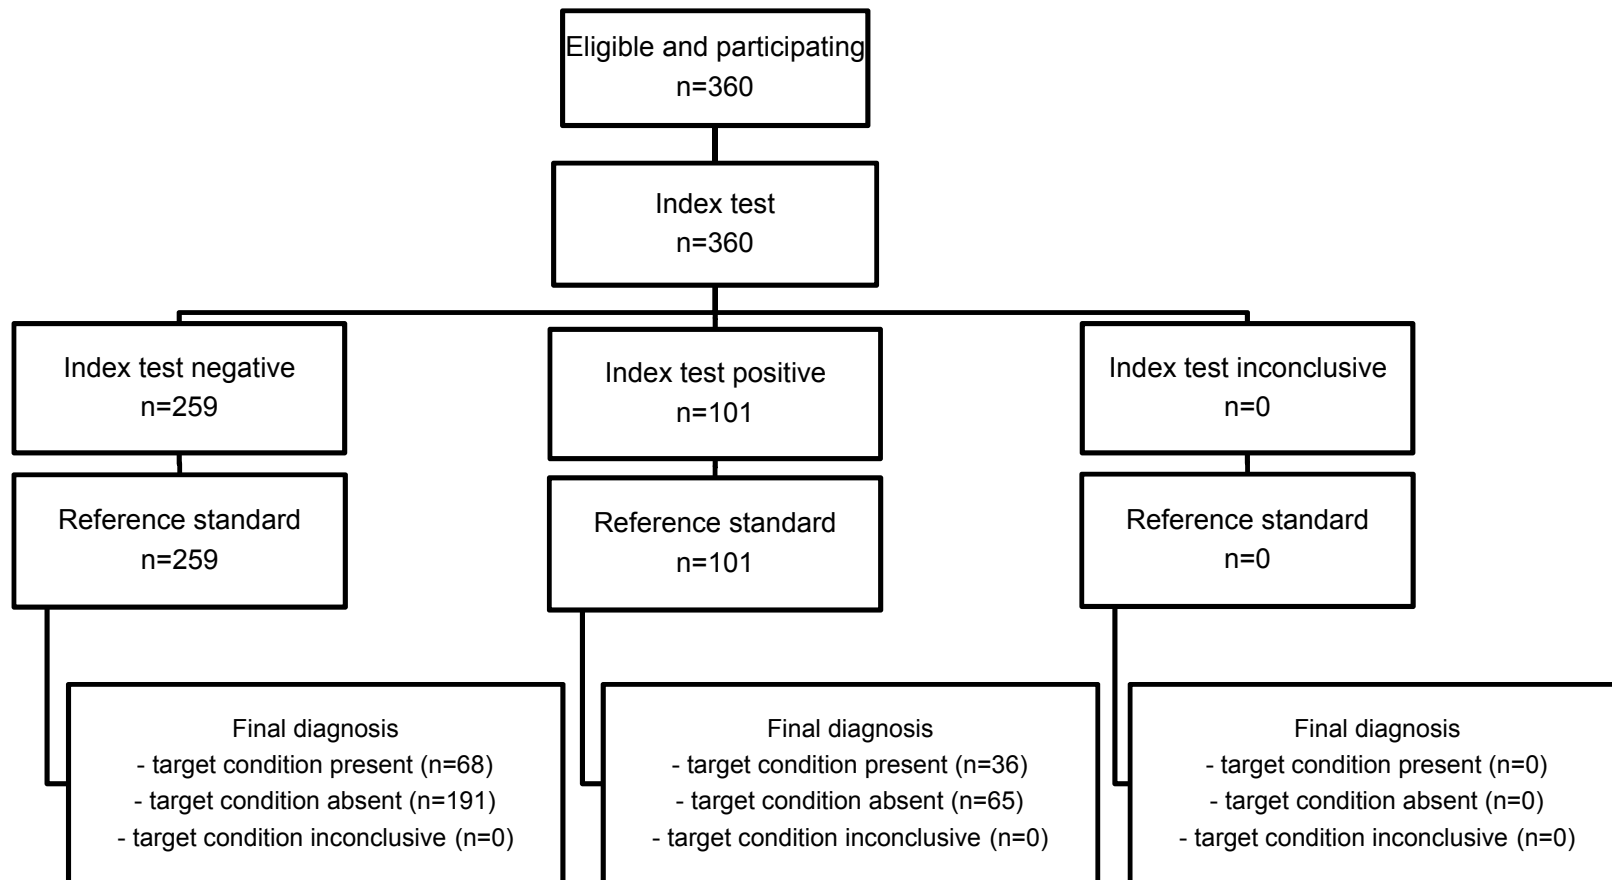 Eligible and participating
n=360
Index test
n=360
Index test negative
n=259
Index test positive
n=101
Index test inconclusive
n=0
Reference standard
n=259
Reference standard
n=101
Reference standard
n=0
Final diagnosis
- target condition present (n=68)
- target condition absent (n=191)
- target condition inconclusive (n=0)
Final diagnosis
- target condition present (n=36)
- target condition absent (n=65)
- target condition inconclusive (n=0)
Final diagnosis
- target condition present (n=0)
- target condition absent (n=0)
- target condition inconclusive (n=0)